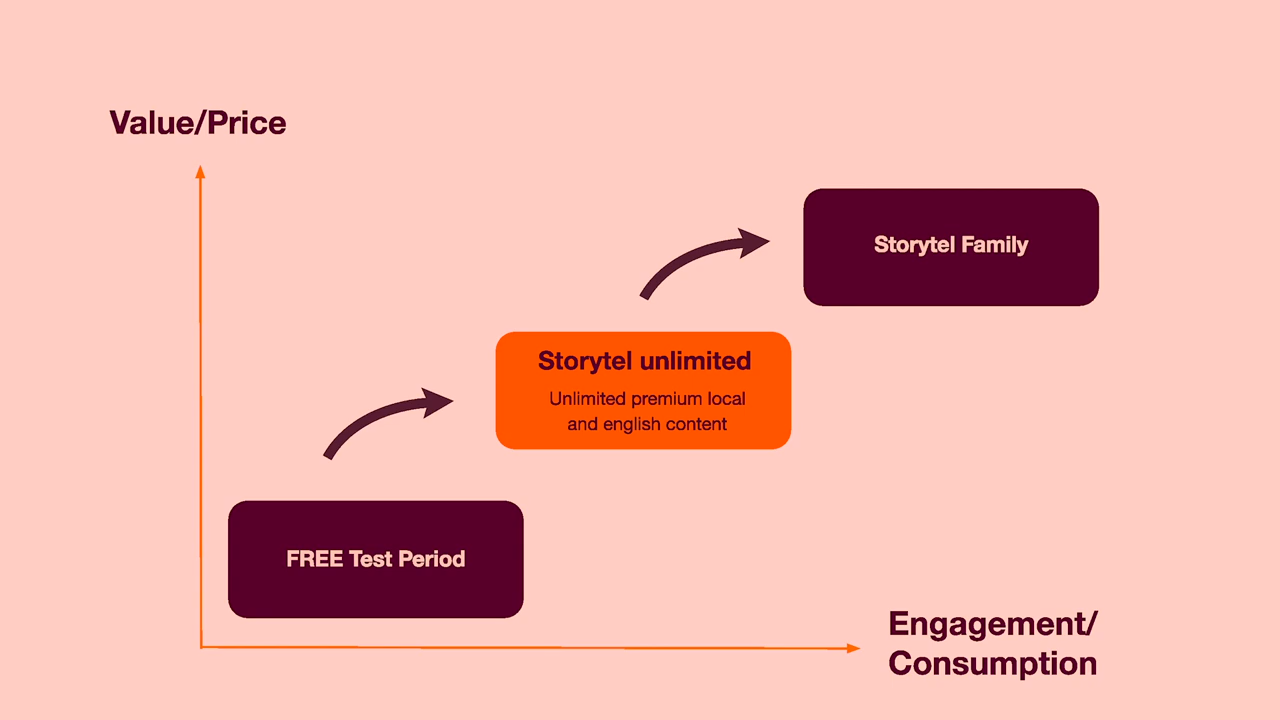 Value/Price
Storytel Family
Storytel unlimited
Unlimited premium local
and english content
FREE Test Period
Engagement/
Consumption